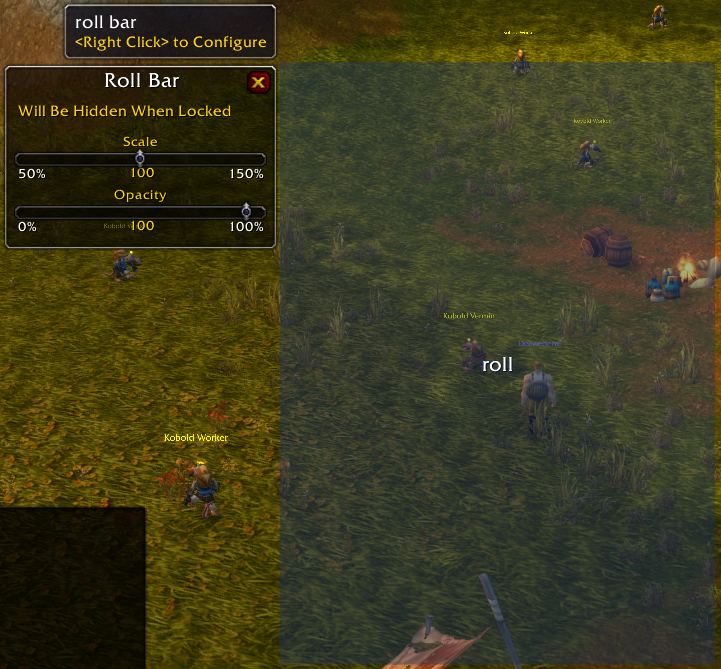 roll bar
<Right Click> to Configure
Roll Bar
Will Be Hidden When Locked
Scale
50% 100 150%
Opacity
0% 100 100%
Kobold Worker
Kobold Vermin
roll
Kobold Worker